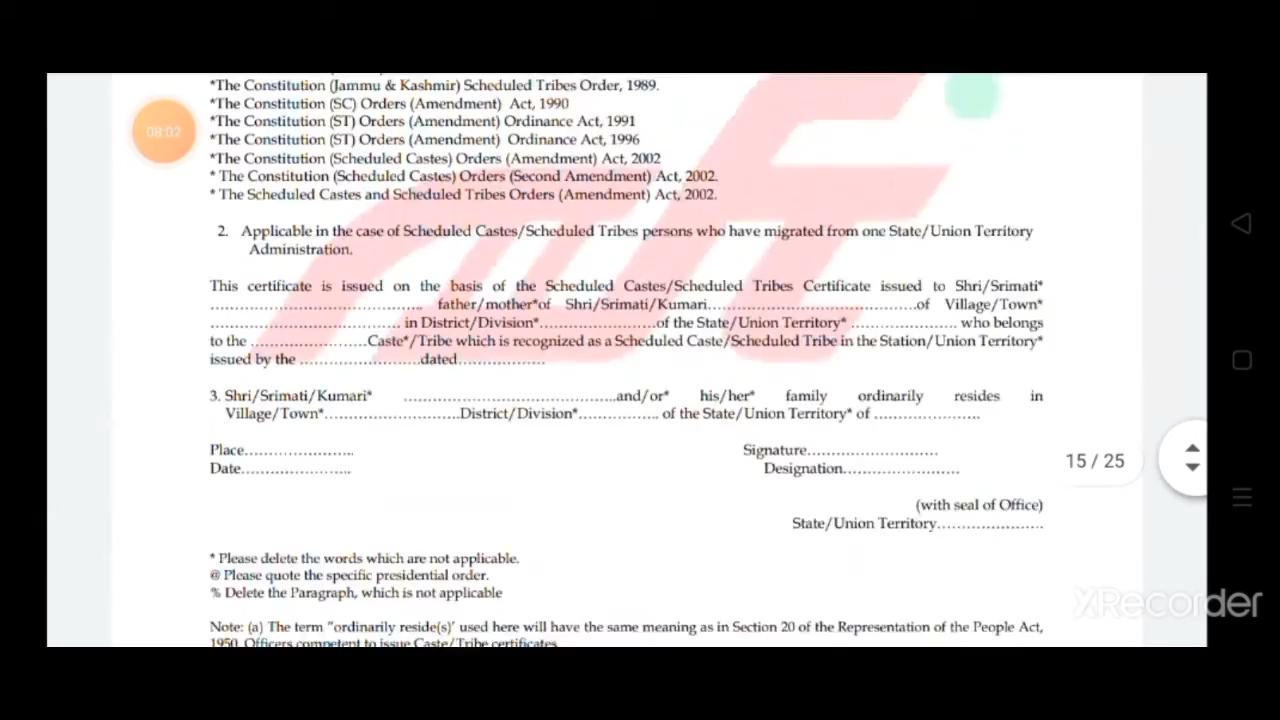 *The Constitution (Jammu & Kashmir) Scheduled Tribes Order, 1989.
08:02
*The Constitution (SC) Orders (Amendment) Act, 1990
*The Constitution (ST) Orders (Amendment) Ordinance Act, 1991
*The Constitution (ST) Orders (Amendment) Ordinance Act, 1996
*The Constitution (Scheduled Castes) Orders (Amendment) Act, 2002
* The Constitution (Scheduled Castes) Orders (Second Amendment) Act, 2002.
* The Scheduled Castes and Scheduled Tribes Orders (Amendment) Act, 2002.
2. Applicable in the case of Scheduled Castes/Scheduled Tribes persons who have migrated from one State/Union Territory
Administration.
This certificate is issued on the basis of the Scheduled Castes/Scheduled Tribes Certificate issued to Shri/Srimati*
........................................ father/mother*of Shri/Srimati/Kumari........................................of Village/Town*
.................................... in District/Division*......................of the State/Union Territory* .................... who belongs
to the ......................Caste*/Tribe which is recognized as a Scheduled Caste/Scheduled Tribe in the Station/Union Territory*
issued by the .......................dated.................
3. Shri/Srimati/Kumari* ........................................and/or* his/her* family ordinarily resides in
Village/Town*.........................District/Division*............... of the State/Union Territory* of ....................
Place......................
Signature.........................
Date......................
Designation......................
15 / 25
(with seal of Office)
State/Union Territory.....................
* Please delete the words which are not applicable.
@ Please quote the specific presidential order.
% Delete the Paragraph, which is not applicable
XRecorder
Note: (a) The term "ordinarily reside(s)' used here will have the same meaning as in Section 20 of the Representation of the People Act,
1950. Officers competent to issue Caste/Tribe certificates